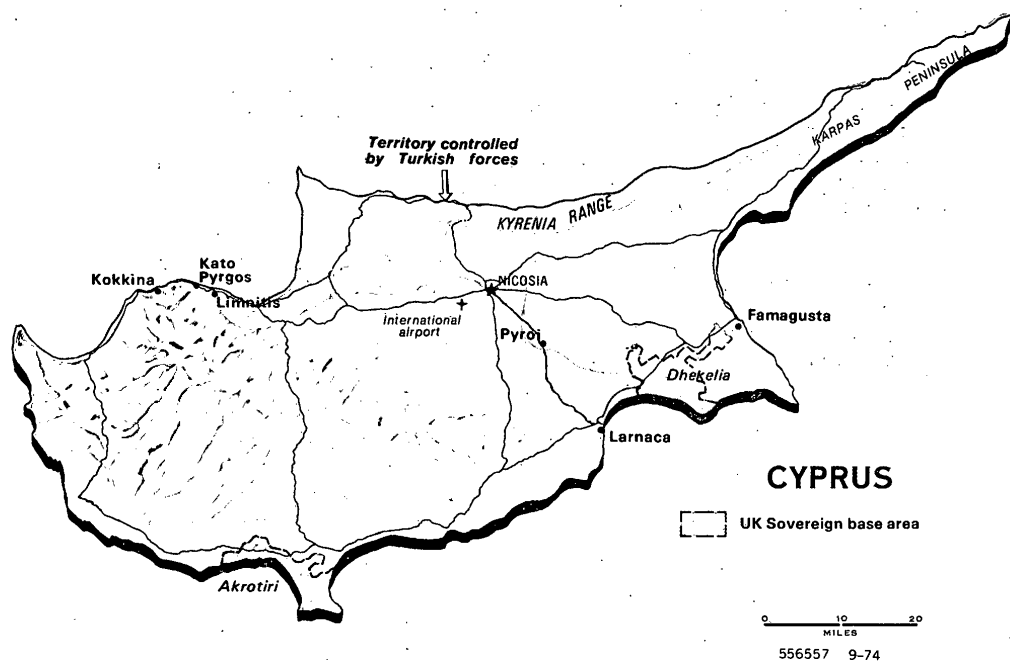 PENINSULA
KARPAS
Territory controlled
by Turkish forces
KYRENIA RANGE
Kokkina
Kato
Pyrgos
Limnitis
NICOSIA
International
airport
Pyroi
Famagusta
Dhekelia
Larnaca
CYPRUS
UK Sovereign base area
Akrotiri
0 10 20
MILES
556557 9-74